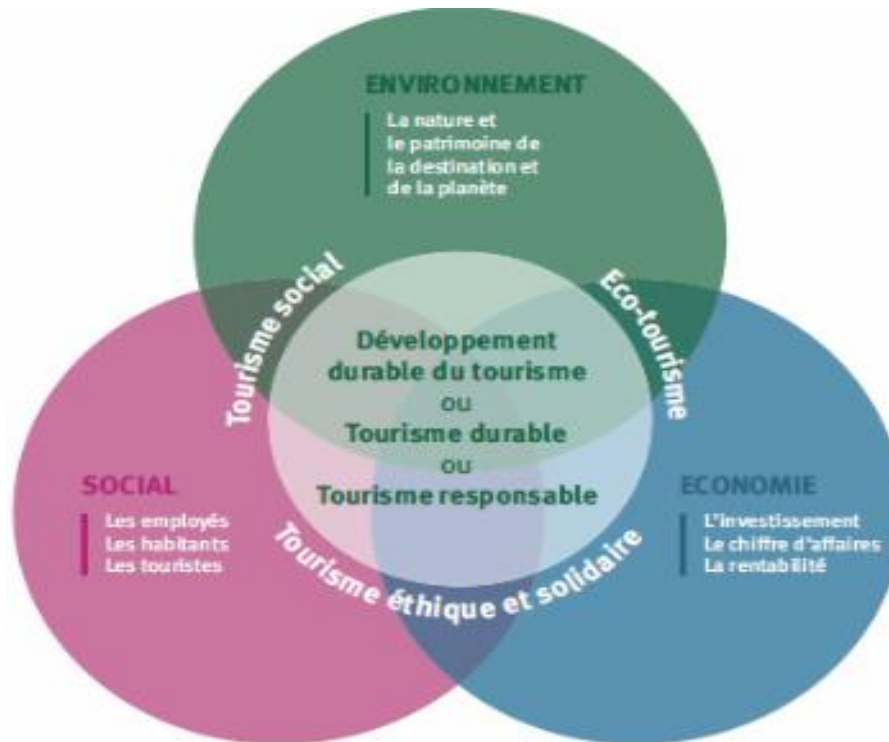 ENVIRONNEMENT
La nature et
le patrimoine de
la destination et
de la planète
Tourisme social
Eco-tourisme
Développement
durable du tourisme
ou
Tourisme durable
ou
Tourisme responsable
SOCIAL
Les employés
Les habitants
Les touristes
ECONOMIE
L'investissement
Le chiffre d'affaires
La rentabilité
Tourisme éthique et solidaire